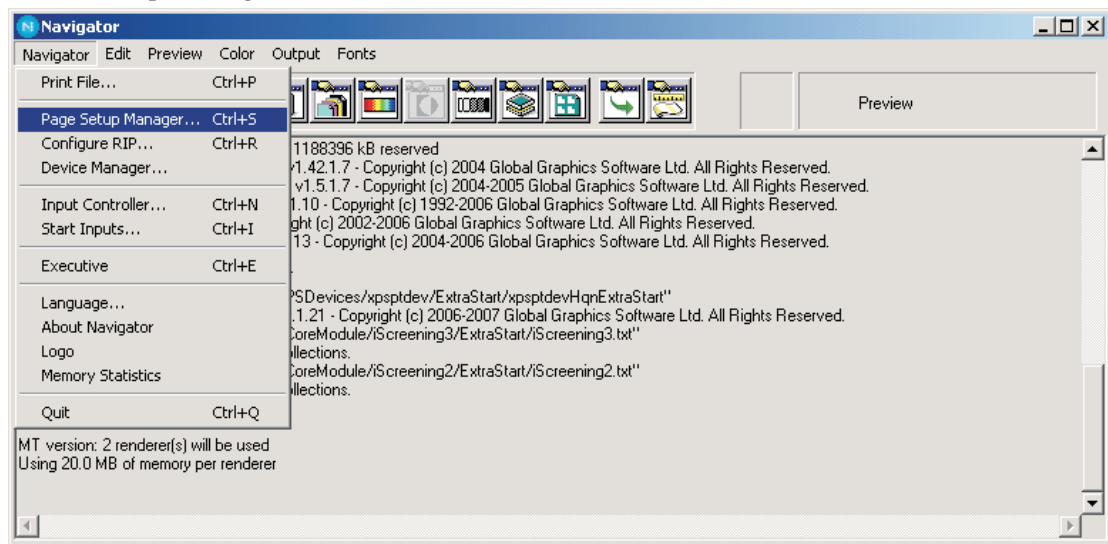 Navigator
Navigator Edit Preview Color Output Fonts
Print File... Ctrl+P
Page Setup Manager... Ctrl+S
Configure RIP... Ctrl+R
Device Manager...
Input Controller... Ctrl+N
Start Inputs... Ctrl+I
Executive Ctrl+E
Language...
About Navigator
Logo
Memory Statistics
Quit Ctrl+Q
Preview
1188396 kB reserved
v1.42.1.7 - Copyright (c) 2004 Global Graphics Software Ltd. All Rights Reserved.
v1.5.1.7 - Copyright (c) 2004-2005 Global Graphics Software Ltd. All Rights Reserved.
1.10 - Copyright (c) 1992-2006 Global Graphics Software Ltd. All Rights Reserved.
ght (c) 2002-2006 Global Graphics Software Ltd. All Rights Reserved.
13 - Copyright (c) 2004-2006 Global Graphics Software Ltd. All Rights Reserved.
PSDevices/xpsptdev/ExtraStart/xpsptdevHqnExtraStart"
.1.21 - Copyright (c) 2006-2007 Global Graphics Software Ltd. All Rights Reserved.
CoreModule/iScreening3/ExtraStart/iScreening3.txt"
llections.
CoreModule/iScreening2/ExtraStart/iScreening2.txt"
llections.
MT version: 2 renderer(s) will be used
Using 20.0 MB of memory per renderer